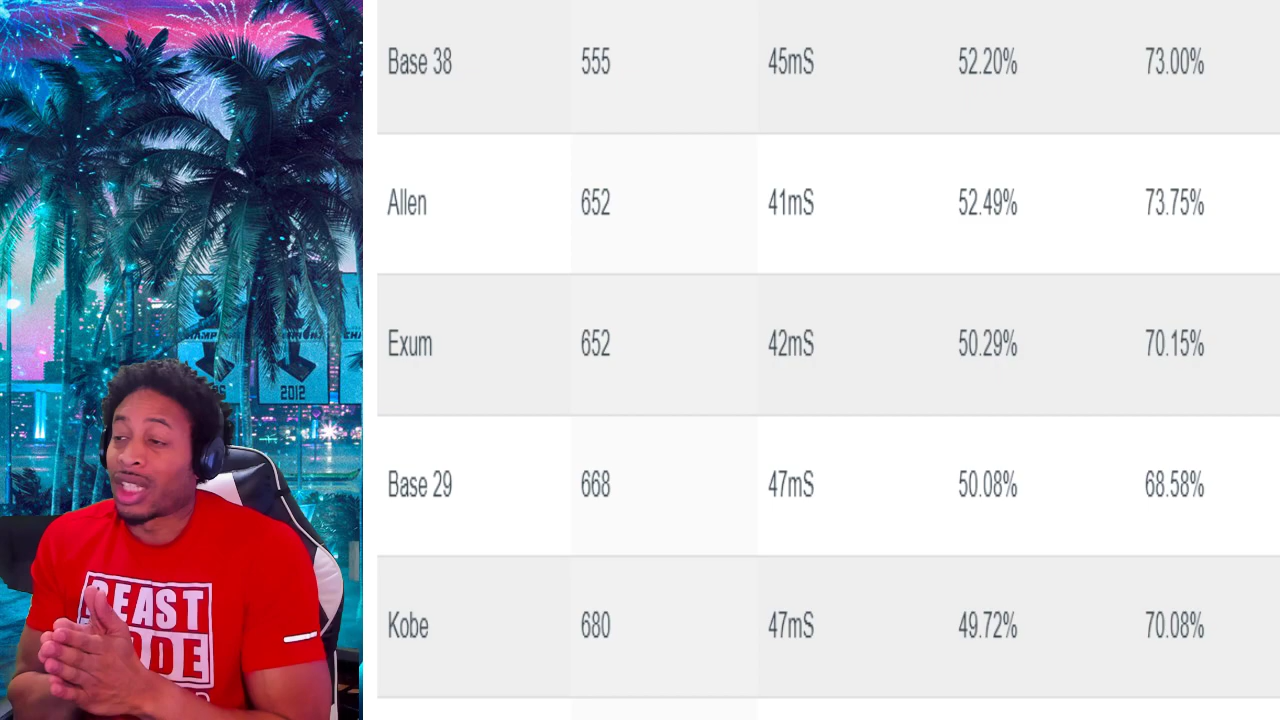 Base 38 555 45mS 52.20% 73.00%
Allen 652 41mS 52.49% 73.75%
Exum 652 42mS 50.29% 70.15%
Base 29 668 47mS 50.08% 68.58%
Kobe 680 47mS 49.72% 70.08%
2012
BEAST